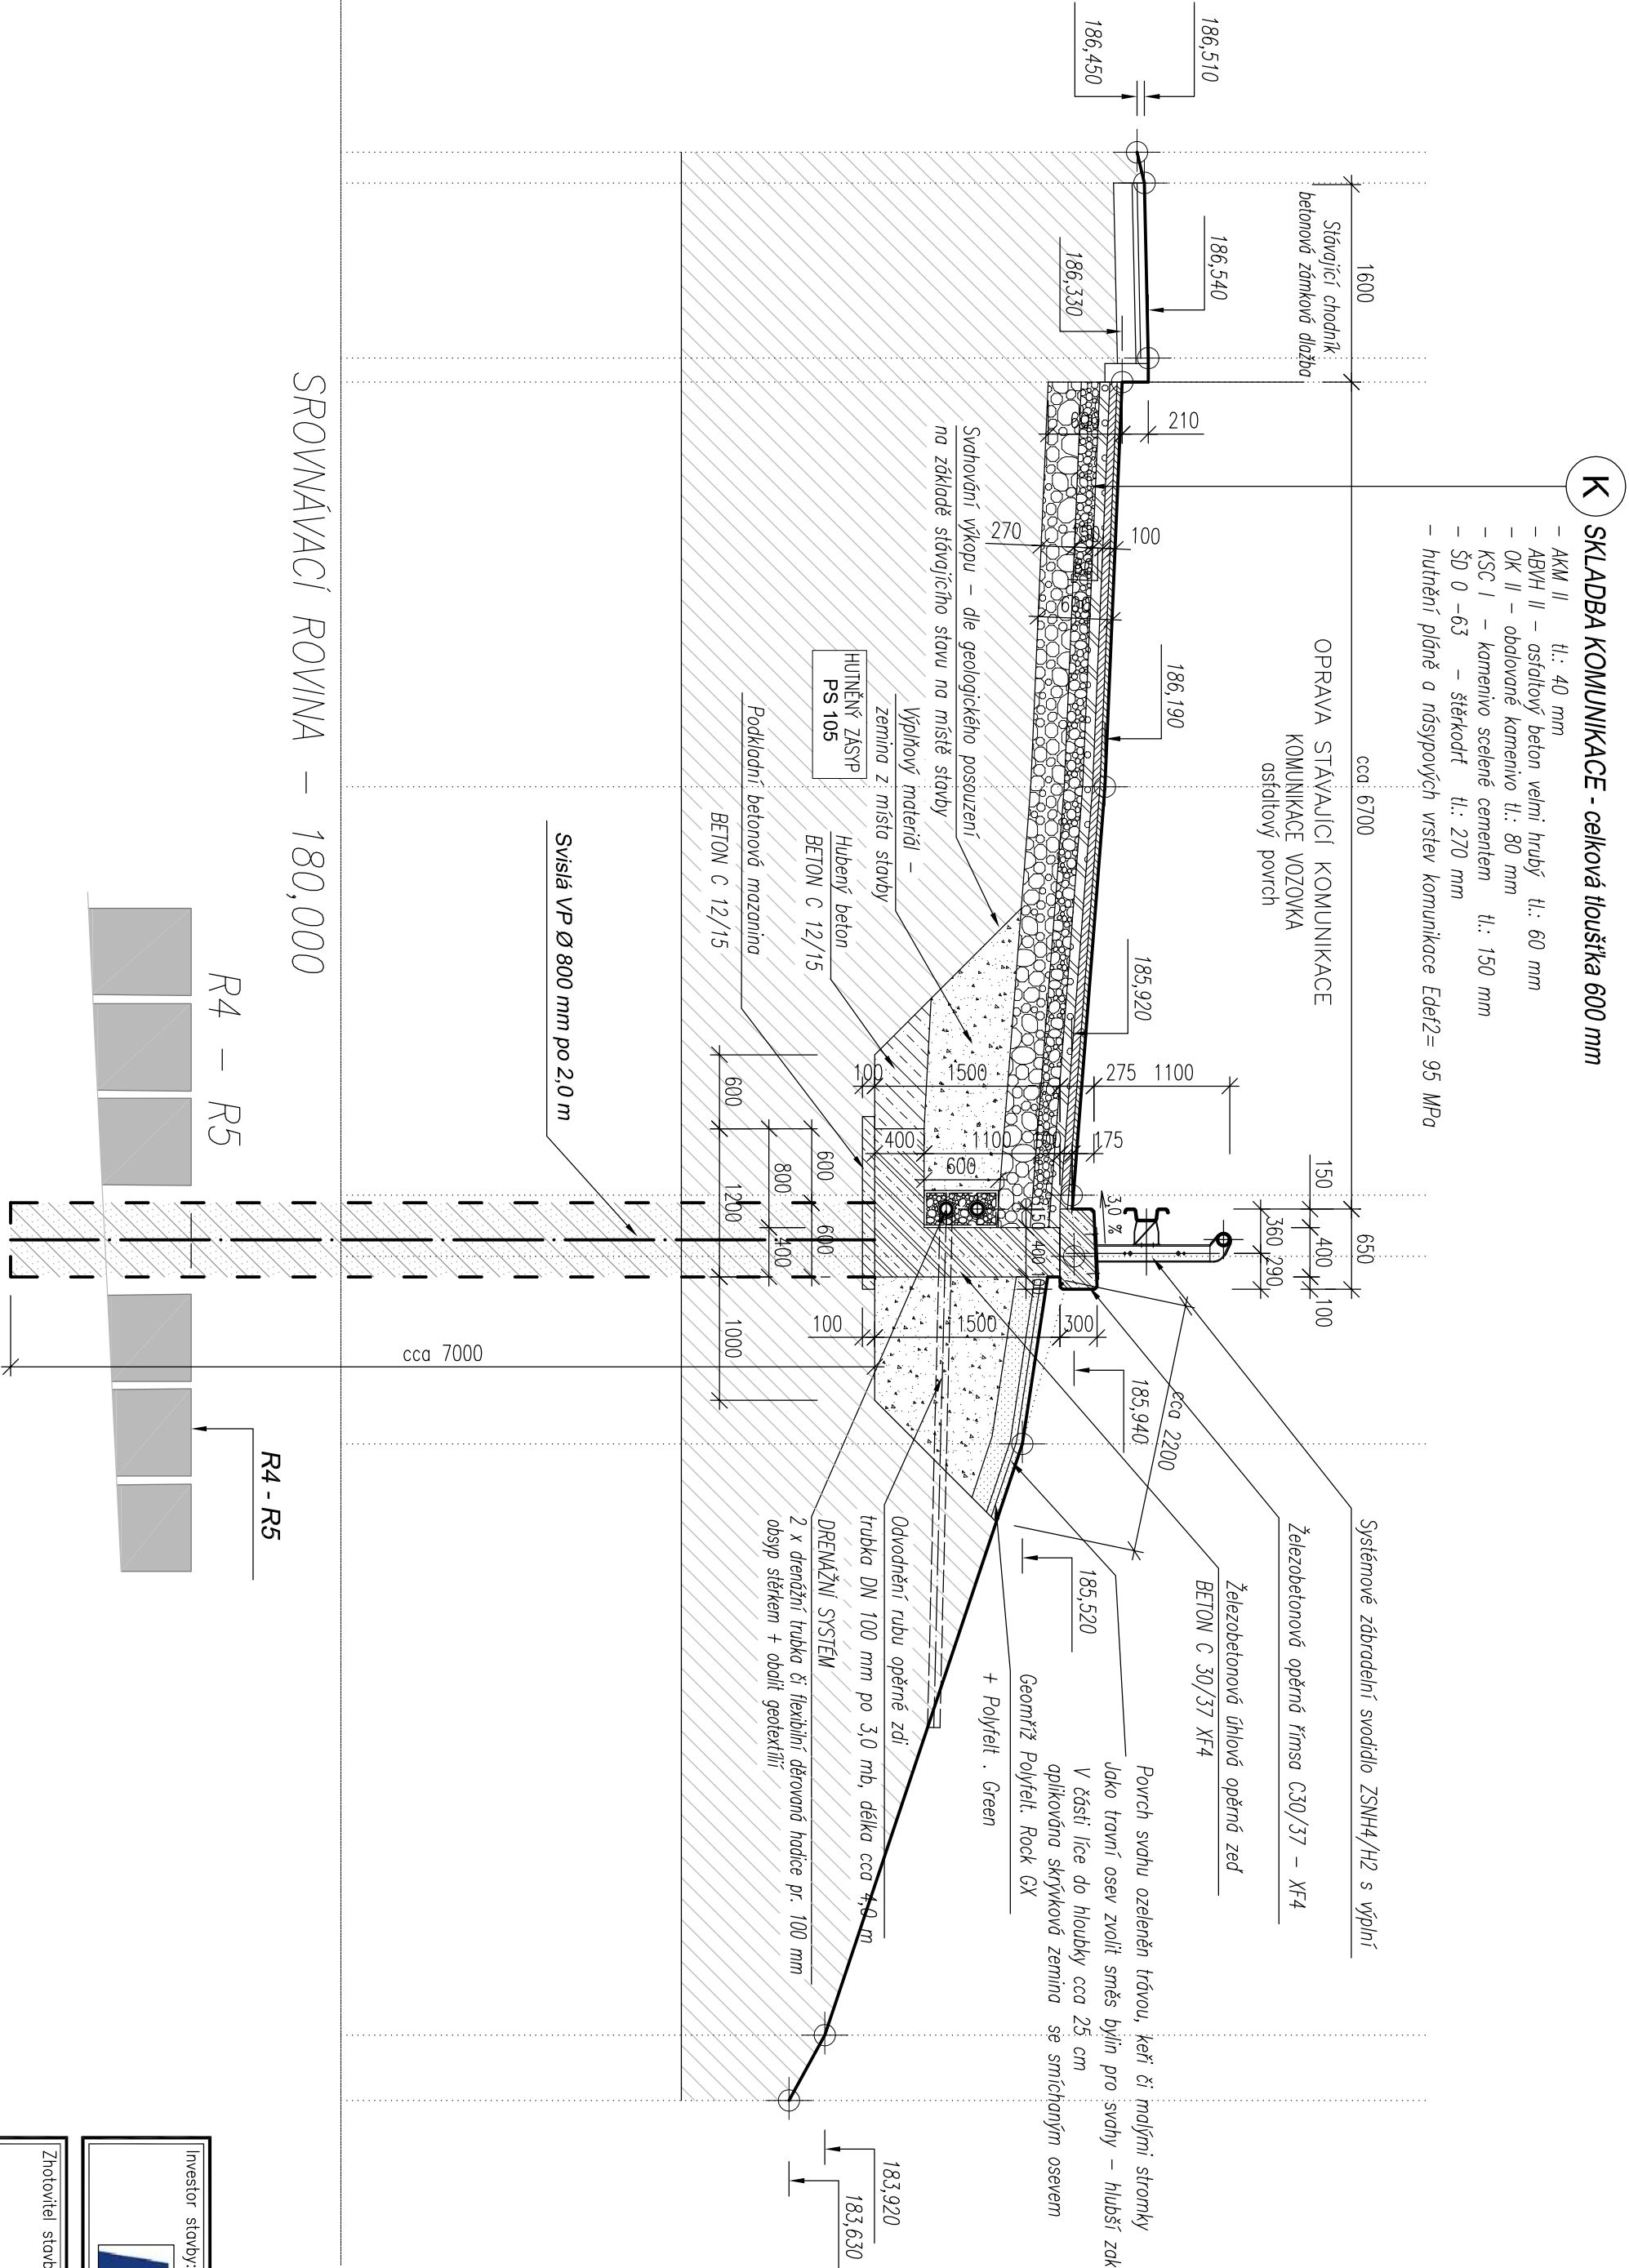 K SKLADBA KOMUNIKACE - celková tloušťka 600 mm
- AKM II tl.: 40 mm
- ABVH II - asfaltový beton velmi hrubý tl.: 60 mm
- OK II - obalované kamenivo tl.: 80 mm
- KSC I - kamenivo scelené cementem tl.: 150 mm
- ŠD 0 -63 - štěrkodrt tl.: 270 mm
- hutnění pláně a násypových vrstev komunikace Edef2= 95 MPa
1600
cca 6700
650
Stávající chodník
betonová zámková dlažba
OPRAVA STÁVAJÍCÍ KOMUNIKACE
KOMUNIKACE VOZOVKA
asfaltový povrch
150
400
100
360
290
186,510
186,450
186,540
186,330
186,190
185,920
185,940
185,520
183,920
183,630
210
100
270
275
1100
1500
100
175
1100
400
600
3,0 %
150
400
100
300
1500
100
cca 2200
Systémové zábradelní svodidlo ZSNH4/H2 s výplní
Železobetonová opěrná římsa C30/37 - XF4
Železobetonová úhlová opěrná zeď
BETON C 30/37 XF4
Povrch svahu ozeleněn trávou, keři či malými stromky
Jako travní osev zvolit směs bylin pro svahy - hlubší
V části líce do hloubky cca 25 cm
aplikována skrývková zemina se smíchaným osevem
Geomříž Polyfelt. Rock GX
+ Polyfelt . Green
Odvodnění rubu opěrné zdi
trubka DN 100 mm po 3,0 mb, délka cca 4,0 m
DRENÁŽNÍ SYSTÉM
2 x drenážní trubka či flexibilní děrovaná hadice pr. 100 mm
obsyp štěrkem + obalit geotextílií
Svahování výkopu - dle geologického posouzení
na základě stávajícího stavu na místě stavby
Výplňový materiál -
zemina z místa stavby
HUTNĚNÝ ZÁSYP
PS 105
Hubený beton
BETON C 12/15
Podkladní betonová mazanina
BETON C 12/15
600
600
800
400
600
1200
1000
Svislá VP Ø 800 mm po 2,0 m
cca 7000
SROVNÁVACÍ ROVINA - 180,000
R4 - R5
R4 - R5
Investor stavby: